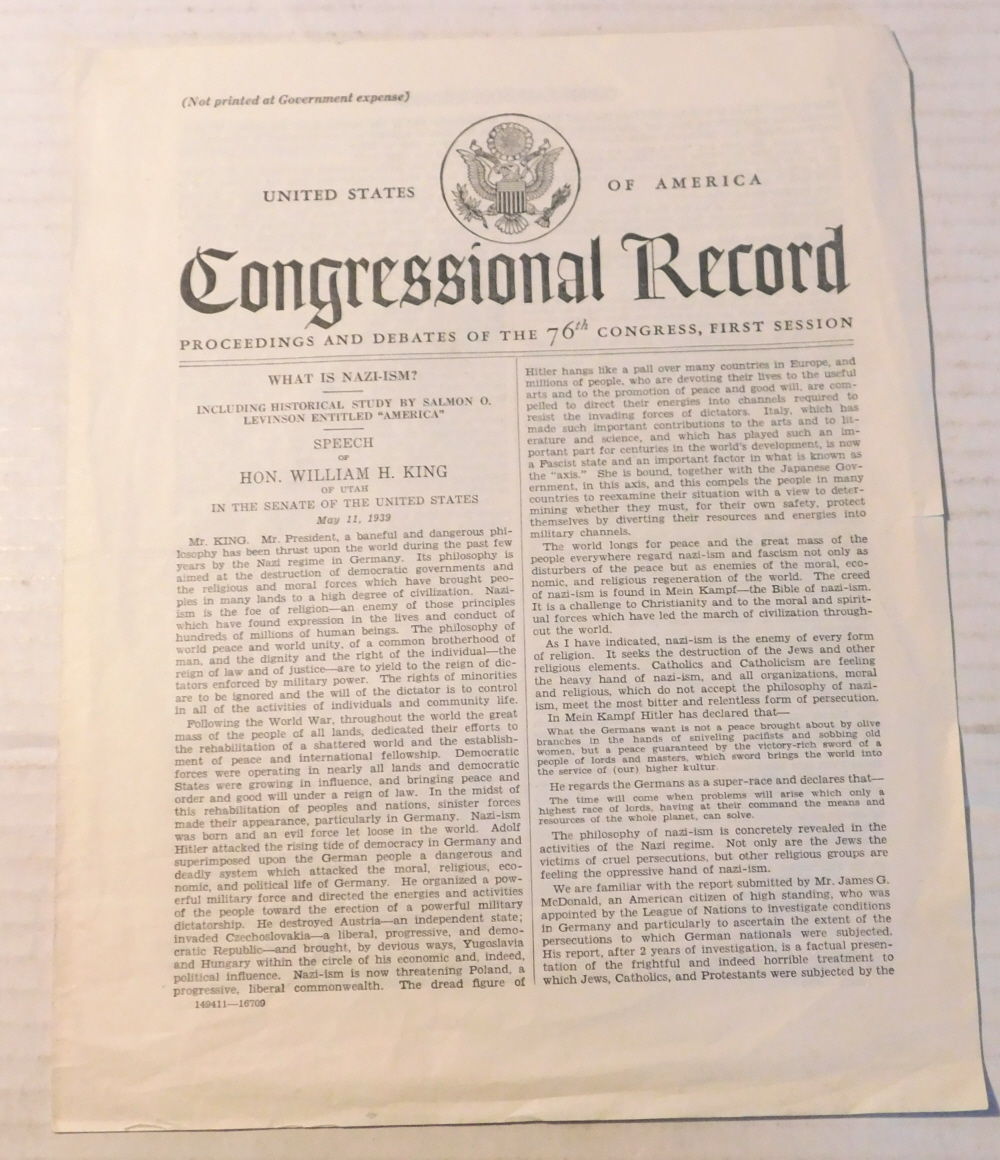 (Not printed at Government expense)
UNITED STATES OF AMERICA
Congressional Record
PROCEEDINGS AND DEBATES OF THE 76th CONGRESS, FIRST SESSION
WHAT IS NAZI-ISM?
INCLUDING HISTORICAL STUDY BY SALMON O.
LEVINSON ENTITLED "AMERICA"
SPEECH
OF
HON. WILLIAM H. KING
OF UTAH
IN THE SENATE OF THE UNITED STATES
May 11, 1939
Mr. KING. Mr. President, a baneful and dangerous phi-
losophy has been thrust upon the world during the past few
years by the Nazi regime in Germany. Its philosophy is
aimed at the destruction of democratic governments and
the religious and moral forces which have brought peo-
ples in many lands to a high degree of civilization. Nazi-
ism is the foe of religion—an enemy of those principles
which have found expression in the lives and conduct of
hundreds of millions of human beings. The philosophy of
world peace and world unity, of a common brotherhood of
man, and the dignity and the right of the individual—the
reign of law and of justice—are to yield to the reign of dic-
tators enforced by military power. The rights of minorities
are to be ignored and the will of the dictator is to control
in all of the activities of individuals and community life.
Following the World War, throughout the world the great
mass of the people of all lands, dedicated their efforts to
the rehabilitation of a shattered world and the establish-
ment of peace and international fellowship. Democratic
forces were operating in nearly all lands and democratic
States were growing in influence, and bringing peace and
order and good will under a reign of law. In the midst of
this rehabilitation of peoples and nations, sinister forces
made their appearance, particularly in Germany. Nazi-ism
was born and an evil force let loose in the world. Adolf
Hitler attacked the rising tide of democracy in Germany and
superimposed upon the German people a dangerous and
deadly system which attacked the moral, religious, eco-
nomic, and political life of Germany. He organized a pow-
erful military force and directed the energies and activities
of the people toward the erection of a powerful military
dictatorship. He destroyed Austria—an independent state;
invaded Czechoslovakia—a liberal, progressive, and demo-
cratic Republic—and brought, by devious ways, Yugoslavia
and Hungary within the circle of his economic and, indeed,
political influence. Nazi-ism is now threatening Poland, a
progressive, liberal commonwealth. The dread figure of
149411—16709
Hitler hangs like a pall over many countries in Europe, and
millions of people, who are devoting their lives to the useful
arts and to the promotion of peace and good will, are com-
pelled to direct their energies into channels required to
resist the invading forces of dictators. Italy, which has
made such important contributions to the arts and to lit-
erature and science, and which has played such an im-
portant part for centuries in the world's development, is now
a Fascist state and an important factor in what is known as
the "axis." She is bound, together with the Japanese Gov-
ernment, in this axis, and this compels the people in many
countries to reexamine their situation with a view to deter-
mining whether they must, for their own safety, protect
themselves by diverting their resources and energies into
military channels.
The world longs for peace and the great mass of the
people everywhere regard nazi-ism and fascism not only as
disturbers of the peace but as enemies of the moral, eco-
nomic, and religious regeneration of the world. The creed
of nazi-ism is found in Mein Kampf—the Bible of nazi-ism.
It is a challenge to Christianity and to the moral and spirit-
ual forces which have led the march of civilization through-
out the world.
As I have indicated, nazi-ism is the enemy of every form
of religion. It seeks the destruction of the Jews and other
religious elements. Catholics and Catholicism are feeling
the heavy hand of nazi-ism, and all organizations, moral
and religious, which do not accept the philosophy of nazi-
ism, meet the most bitter and relentless form of persecution.
In Mein Kampf Hitler has declared that—
What the Germans want is not a peace brought about by olive
branches in the hands of sniveling pacifists and sobbing old
women, but a peace guaranteed by the victory-rich sword of a
people of lords and masters, which sword brings the world into
the service of (our) higher kultur.
He regards the Germans as a super-race and declares that—
The time will come when problems will arise which only a
highest race of lords, having at their command the means and
resources of the whole planet, can solve.
The philosophy of nazi-ism is concretely revealed in the
activities of the Nazi regime. Not only are the Jews the
victims of cruel persecutions, but other religious groups are
feeling the oppressive hand of nazi-ism.
We are familiar with the report submitted by Mr. James G.
McDonald, an American citizen of high standing, who was
appointed by the League of Nations to investigate conditions
in Germany and particularly to ascertain the extent of the
persecutions to which German nationals were subjected.
His report, after 2 years of investigation, is a factual presen-
tation of the frightful and indeed horrible treatment to
which Jews, Catholics, and Protestants were subjected by the